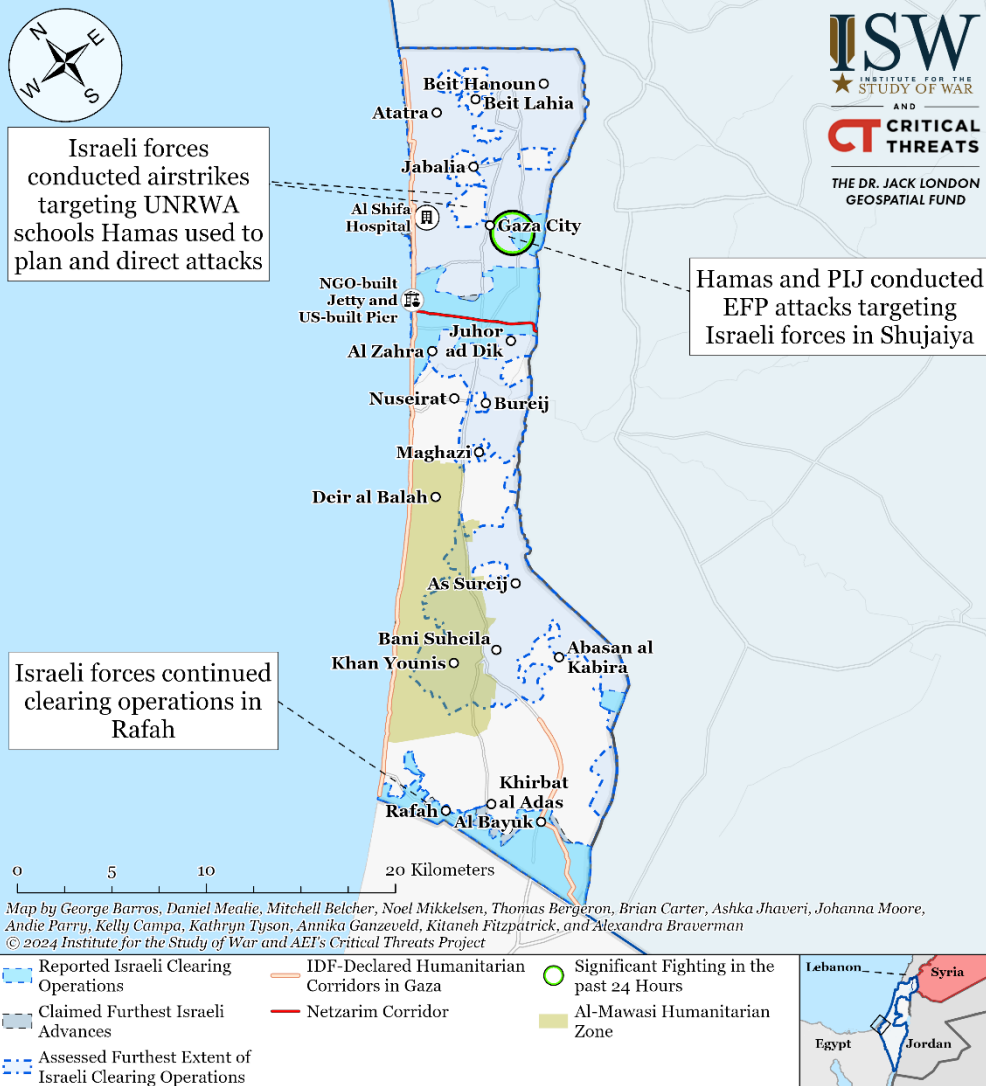 N
E
W
S
ISW
INSTITUTE FOR THE
STUDY OF WAR
AND
CT CRITICAL
THREATS
THE DR. JACK LONDON
GEOSPATIAL FUND
Israeli forces
conducted airstrikes
targeting UNRWA
schools Hamas used to
plan and direct attacks
Beit Hanoun
Beit Lahia
Atatra
Jabalia
Al Shifa
Hospital
Gaza City
NGO-built
Jetty and
US-built Pier
Hamas and PIJ conducted
EFP attacks targeting
Israeli forces in Shujaiya
Juhor
ad Dik
Al Zahra
Nuseirat
Bureij
Maghazi
Deir al Balah
As Sureij
Bani Suheila
Abasan al
Kabira
Khan Younis
Israeli forces continued
clearing operations in
Rafah
Khirbat
al Adas
Rafah
Al Bayuk
0 5 10 20 Kilometers
Map by George Barros, Daniel Mealie, Mitchell Belcher, Noel Mikkelsen, Thomas Bergeron, Brian Carter, Ashka Jhaveri, Johanna Moore,
Andie Parry, Kelly Campa, Kathryn Tyson, Annika Ganzeveld, Kitaneh Fitzpatrick, and Alexandra Braverman
© 2024 Institute for the Study of War and AEI's Critical Threats Project
Reported Israeli Clearing
Operations
Claimed Furthest Israeli
Advances
Assessed Furthest Extent of
Israeli Clearing Operations
IDF-Declared Humanitarian
Corridors in Gaza
Netzarim Corridor
Significant Fighting in the
past 24 Hours
Al-Mawasi Humanitarian
Zone
Lebanon
Syria
Egypt
Jordan